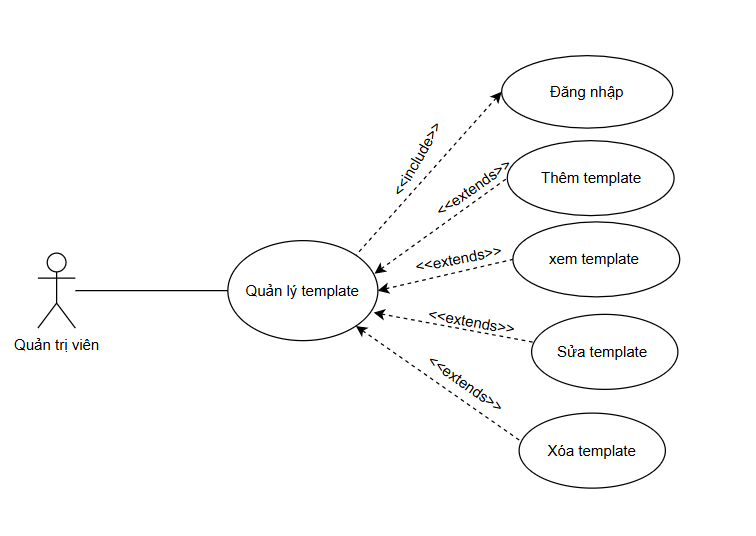 Đăng nhập
<<include>>
Thêm template
<<extends>>
xem template
<<extends>>
Quản lý template
<<extends>>
Sửa template
Quản trị viên
<<extends>>
Xóa template